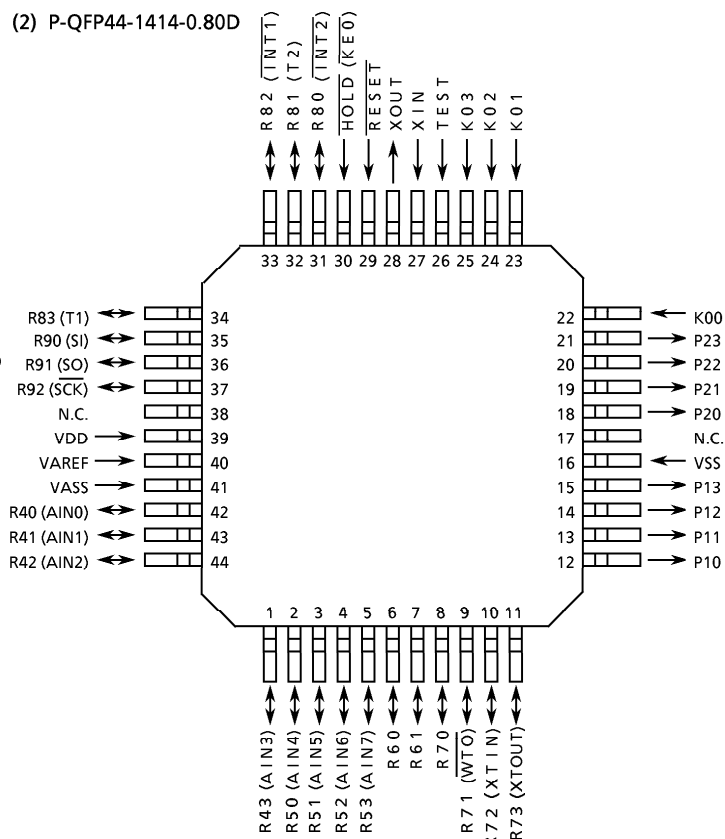 (2) P-QFP44-1414-0.80D
R82 (INT1)
R81 (T2)
R80 (INT2)
HOLD (KE0)
RESET
XOUT
XIN
TEST
K03
K02
K01
33 32 31 30 29 28 27 26 25 24 23
R83 (T1) 34
R90 (SI) 35
R91 (SO) 36
R92 (SCK) 37
N.C. 38
VDD 39
VAREF 40
VASS 41
R40 (AIN0) 42
R41 (AIN1) 43
R42 (AIN2) 44
22 K00
21 P23
20 P22
19 P21
18 P20
17 N.C.
16 VSS
15 P13
14 P12
13 P11
12 P10
1 2 3 4 5 6 7 8 9 10 11
R43 (AIN3)
R50 (AIN4)
R51 (AIN5)
R52 (AIN6)
R53 (AIN7)
R60
R61
R70
R71 (WTO)
R72 (XTIN)
R73 (XTOUT)